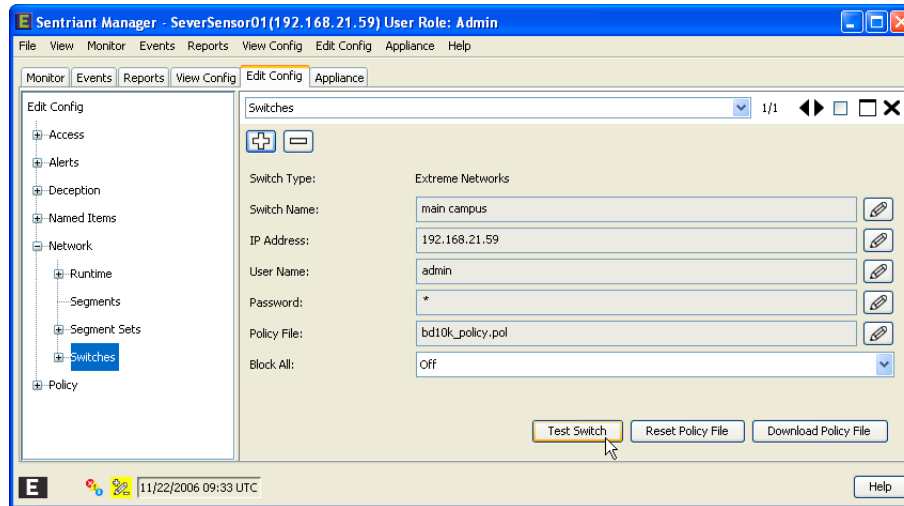 E Sentriant Manager - SeverSensor01(192.168.21.59) User Role: Admin
File View Monitor Events Reports View Config Edit Config Appliance Help
Monitor Events Reports View Config Edit Config Appliance
Edit Config
Access
Alerts
Deception
Named Items
Network
Runtime
Segments
Segment Sets
Switches
Policy
Switches 1/1
Switch Type: Extreme Networks
Switch Name: main campus
IP Address: 192.168.21.59
User Name: admin
Password: *
Policy File: bd10k_policy.pol
Block All: Off
Test Switch Reset Policy File Download Policy File
E 11/22/2006 09:33 UTC Help